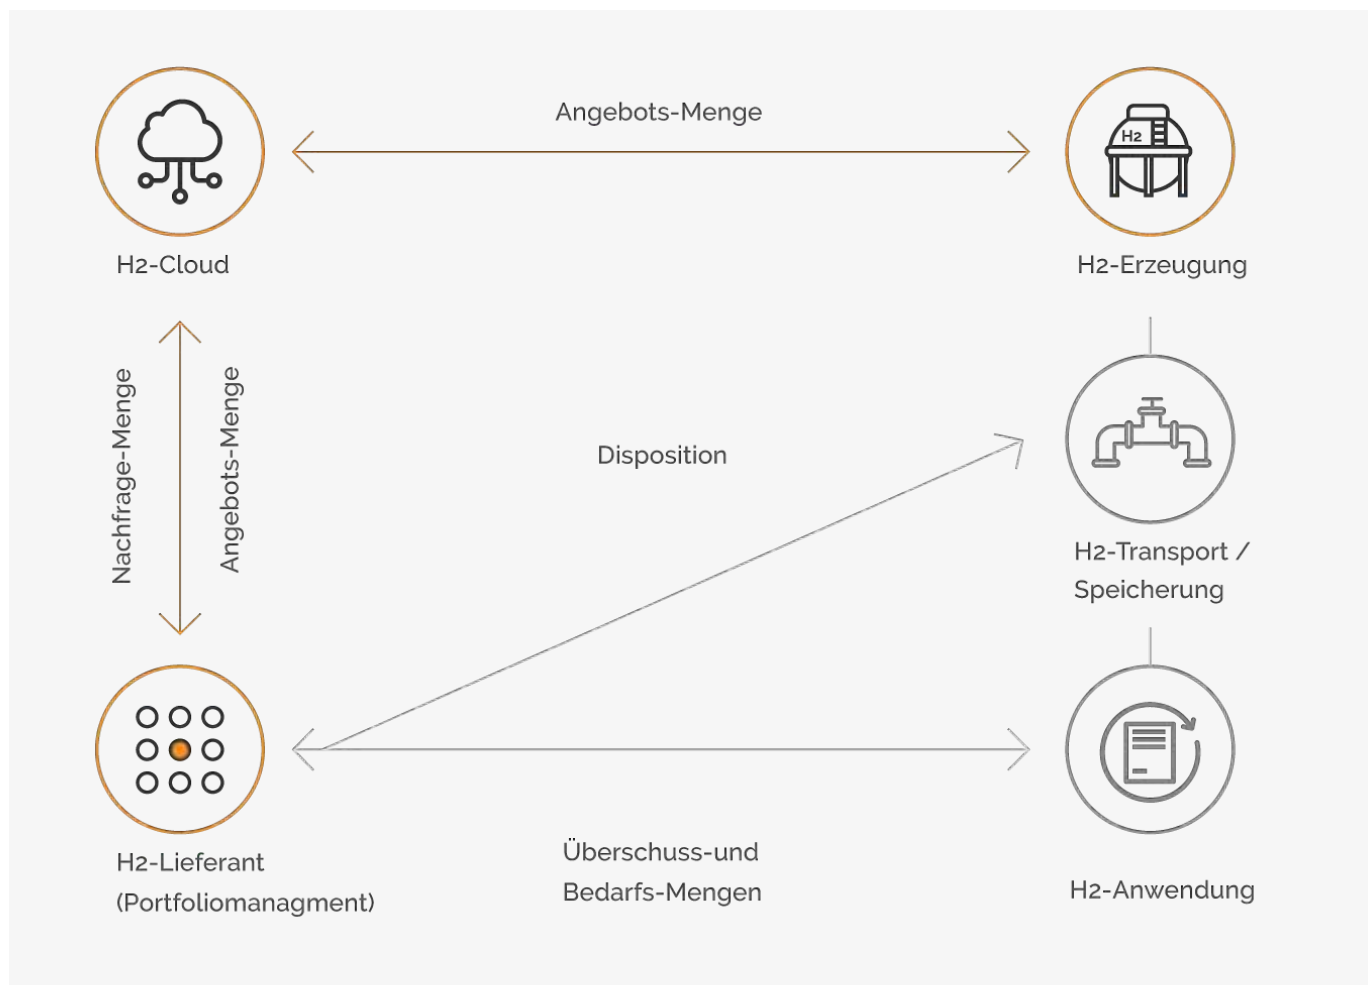 Angebots-Menge
H2
H2-Cloud
H2-Erzeugung
Nachfrage-Menge
Angebots-Menge
Disposition
H2-Transport /
Speicherung
H2-Lieferant
(Portfoliomanagment)
Überschuss-und
Bedarfs-Mengen
H2-Anwendung